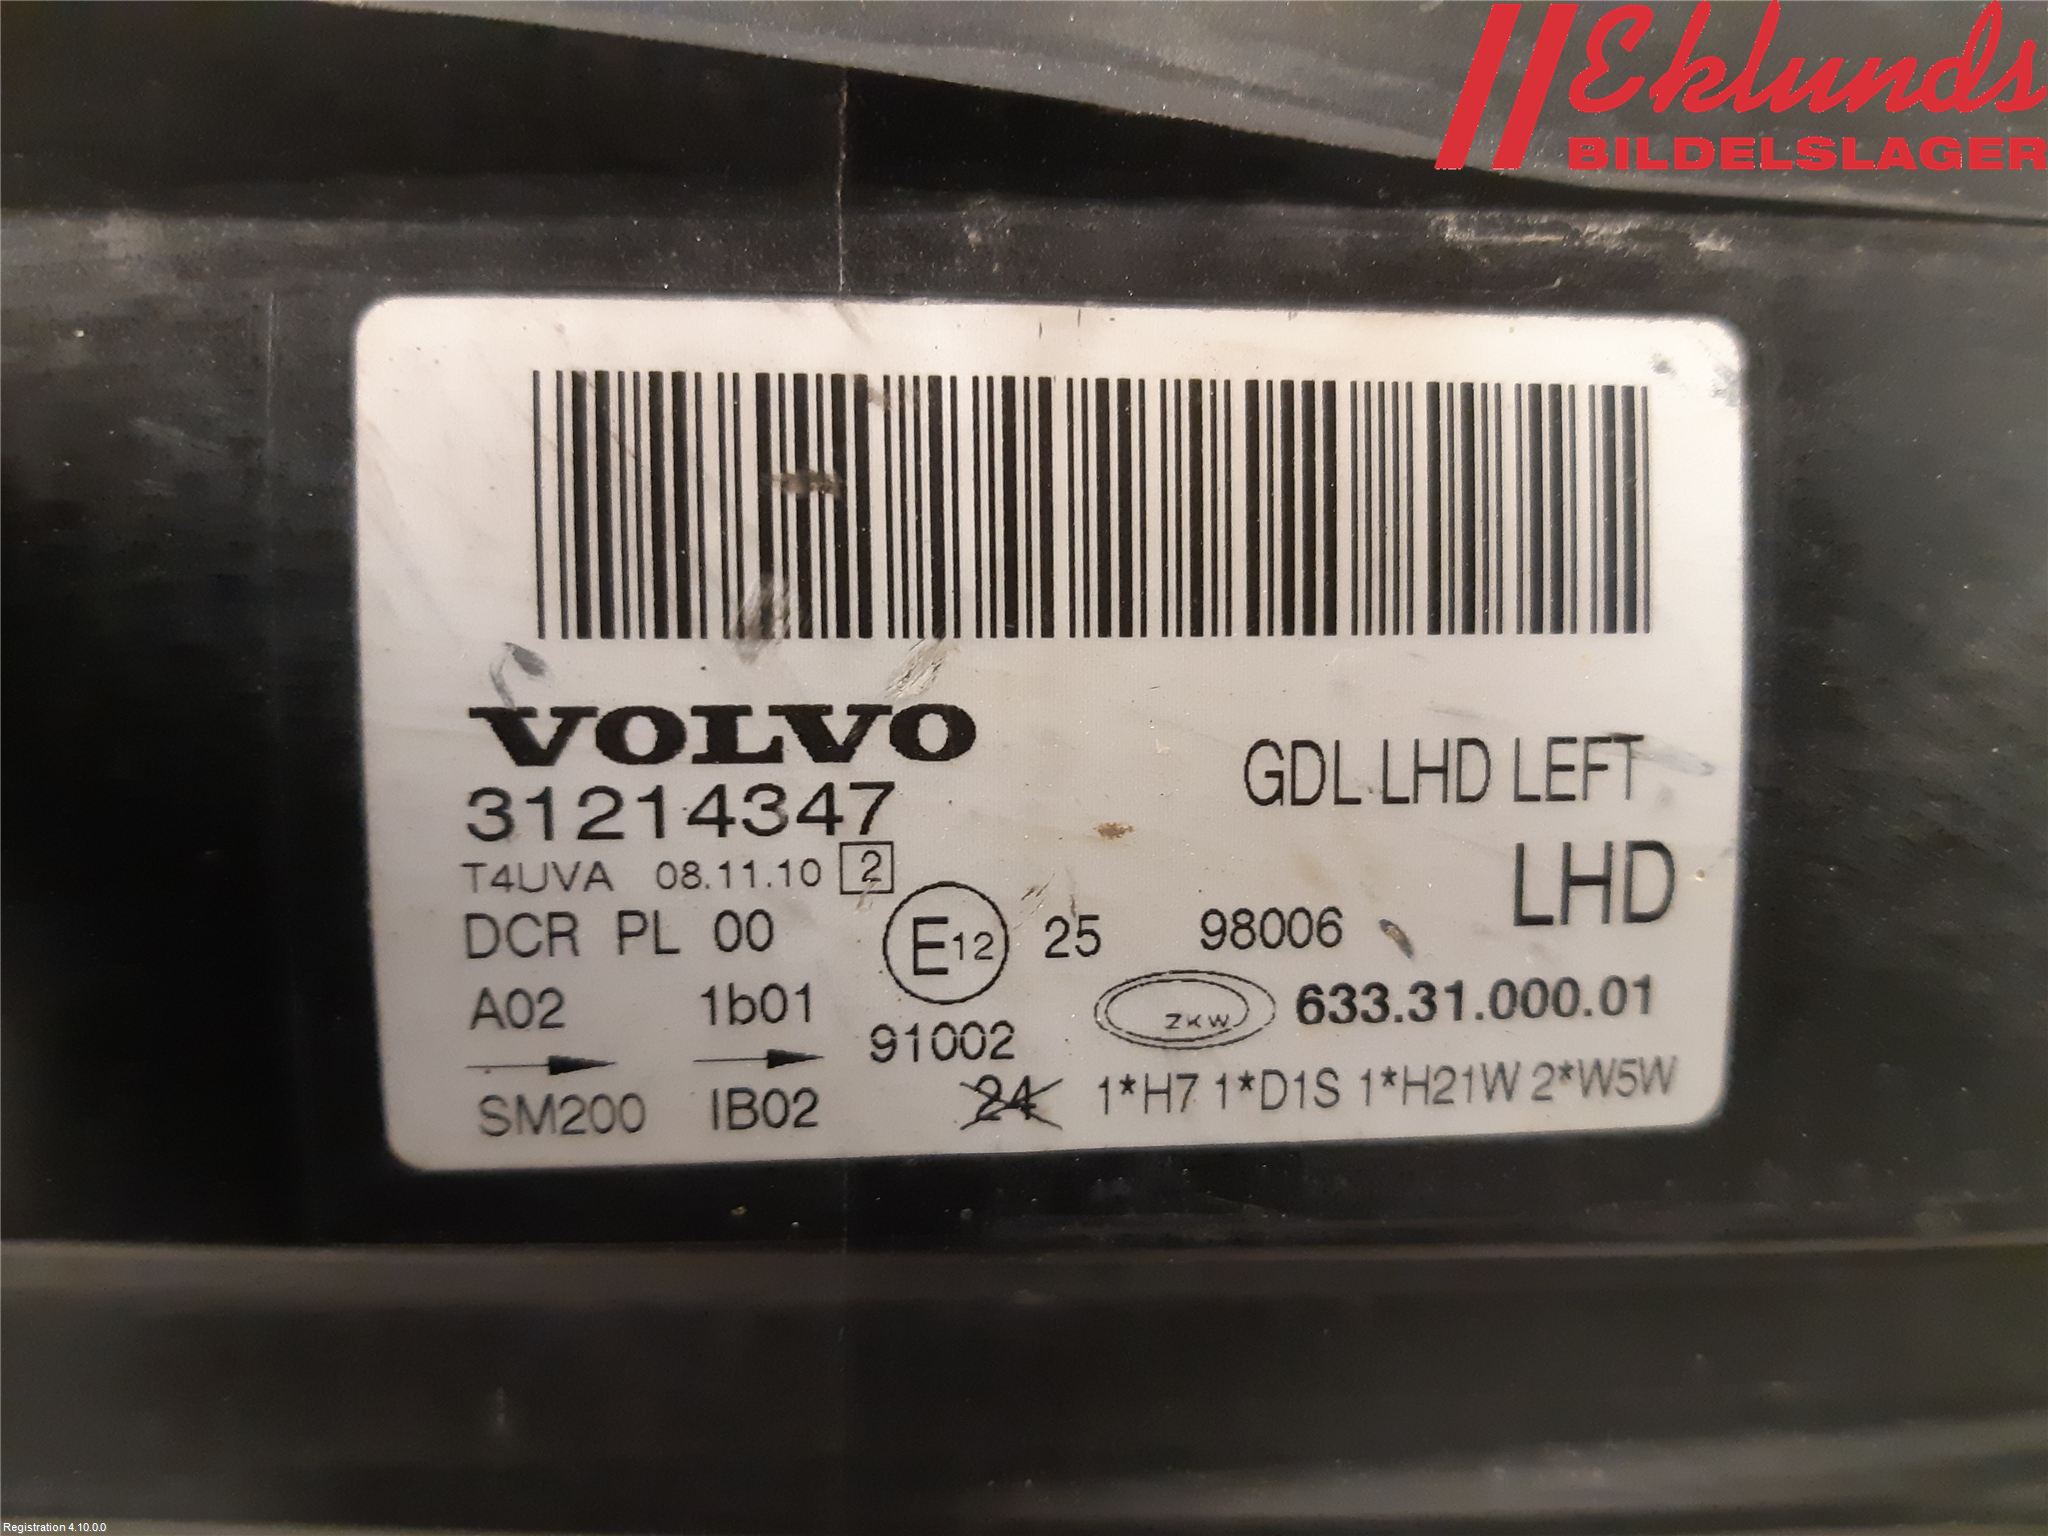 Eklunds
BILDELSLAGER
VOLVO
31214347
GDL LHD LEFT
T4UVA 08.11.10 2
LHD
DCR PL 00 E12 25 98006
A02 1b01 91002 ZKW 633.31.000.01
SM200 IB02 24 1*H7 1*D1S 1*H21W 2*W5W
Registration 4.10.0.0